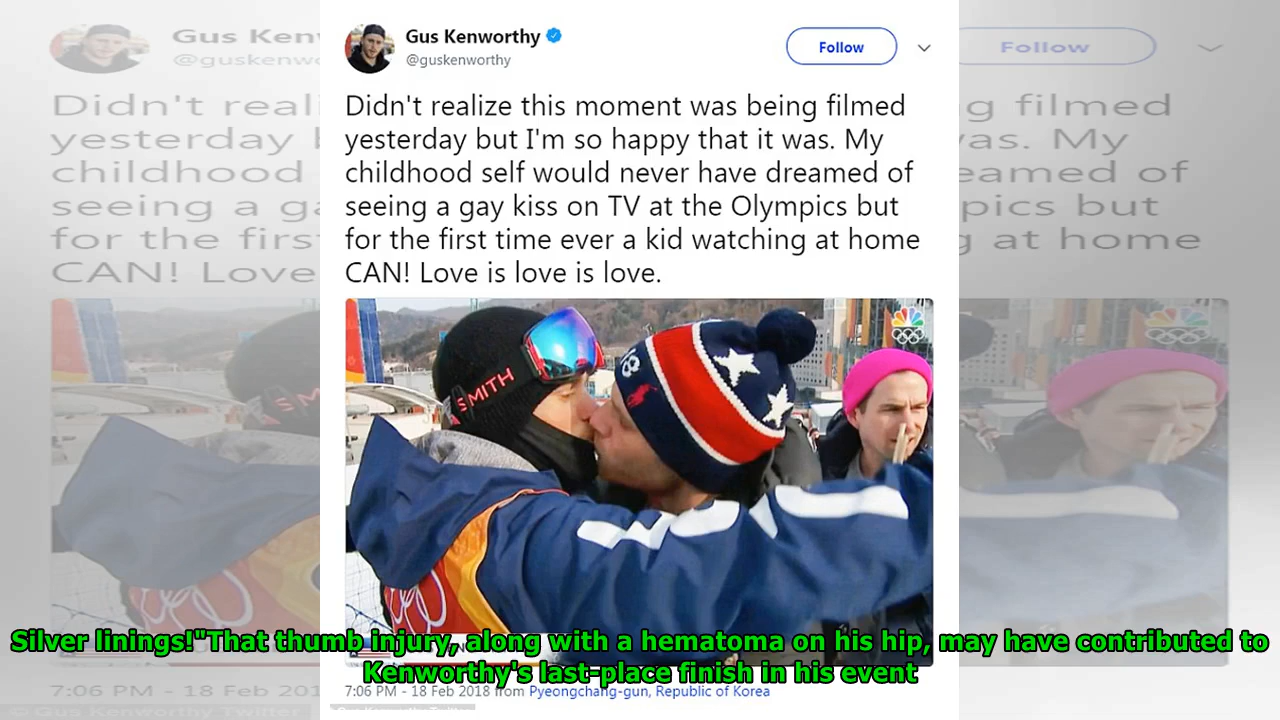 Gus Kenworthy
@guskenworthy
Follow
Didn't realize this moment was being filmed
yesterday but I'm so happy that it was. My
childhood self would never have dreamed of
seeing a gay kiss on TV at the Olympics but
for the first time ever a kid watching at home
CAN! Love is love is love.
SMITH
18
Silver linings!"That thumb injury, along with a hematoma on his hip, may have contributed to
Kenworthy's last-place finish in his event
7:06 PM - 18 Feb 2018 from Pyeongchang-gun, Republic of Korea
© Gus Kenworthy Twitter